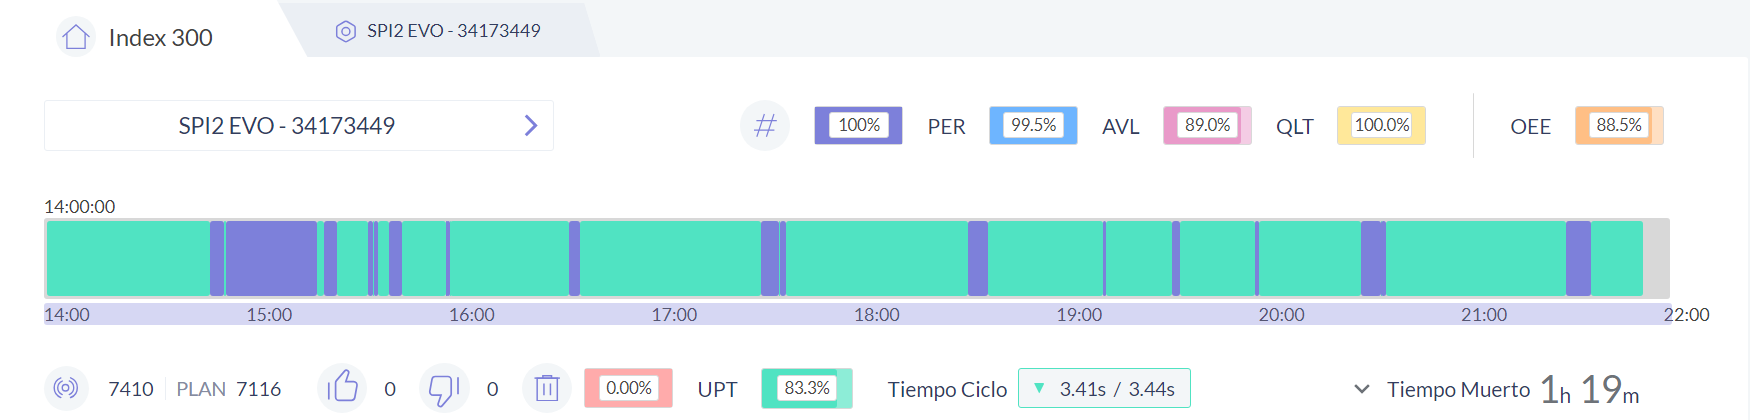 Index 300
SPI2 EVO - 34173449
SPI2 EVO - 34173449
# 100% PER 99.5% AVL 89.0% QLT 100.0% OEE 88.5%
14:00:00
14:00 15:00 16:00 17:00 18:00 19:00 20:00 21:00 22:00
7410 PLAN 7116 0 0 0.00% UPT 83.3% Tiempo Ciclo 3.41s / 3.44s Tiempo Muerto 1h 19m